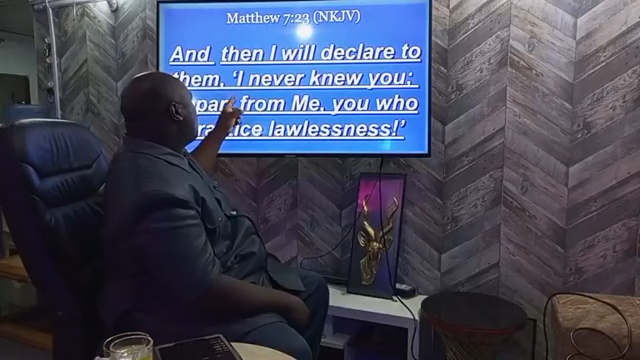 Matthew 7:23 (NKJV)
And then I will declare to
them, 'I never knew you;
from Me, you who
lawlessness!'